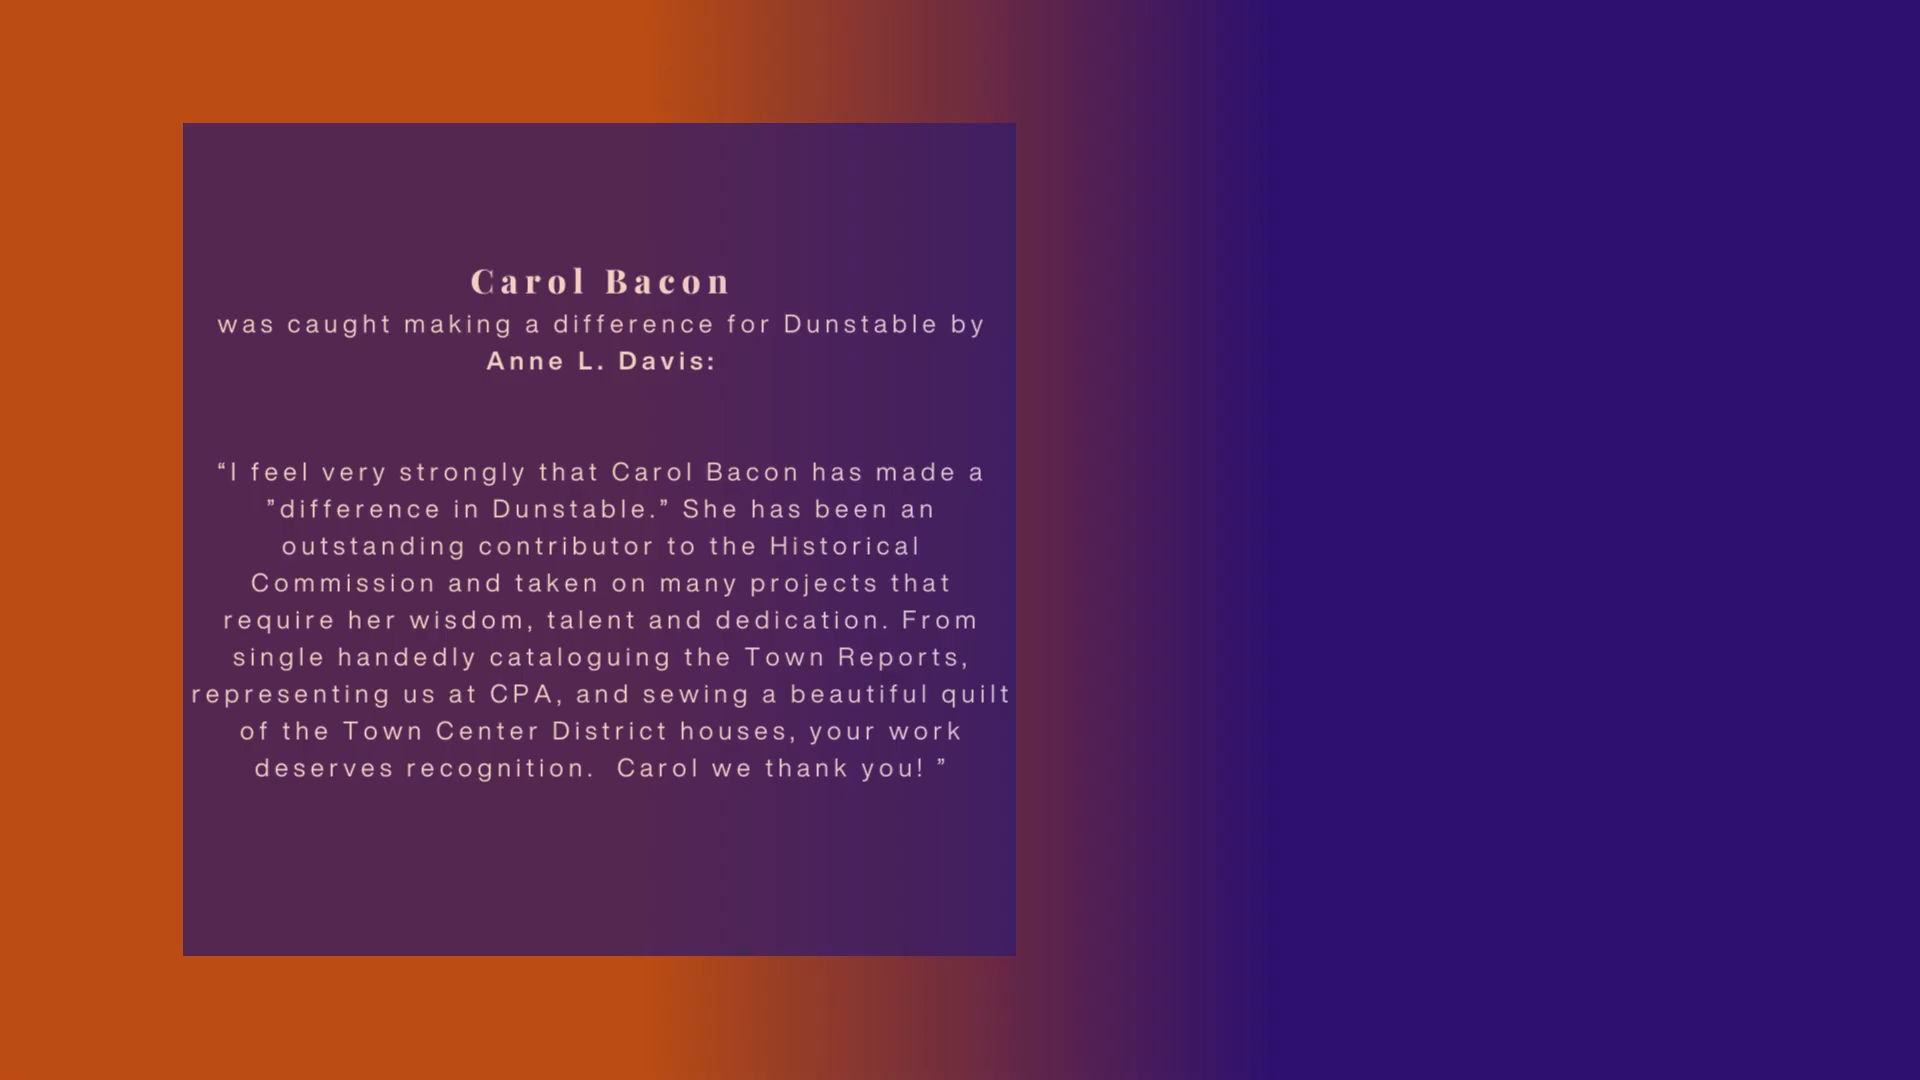 Carol Bacon
was caught making a difference for Dunstable by
Anne L. Davis:
“I feel very strongly that Carol Bacon has made a
”difference in Dunstable.” She has been an
outstanding contributor to the Historical
Commission and taken on many projects that
require her wisdom, talent and dedication. From
single handedly cataloguing the Town Reports,
representing us at CPA, and sewing a beautiful quilt
of the Town Center District houses, your work
deserves recognition.  Carol we thank you! ”